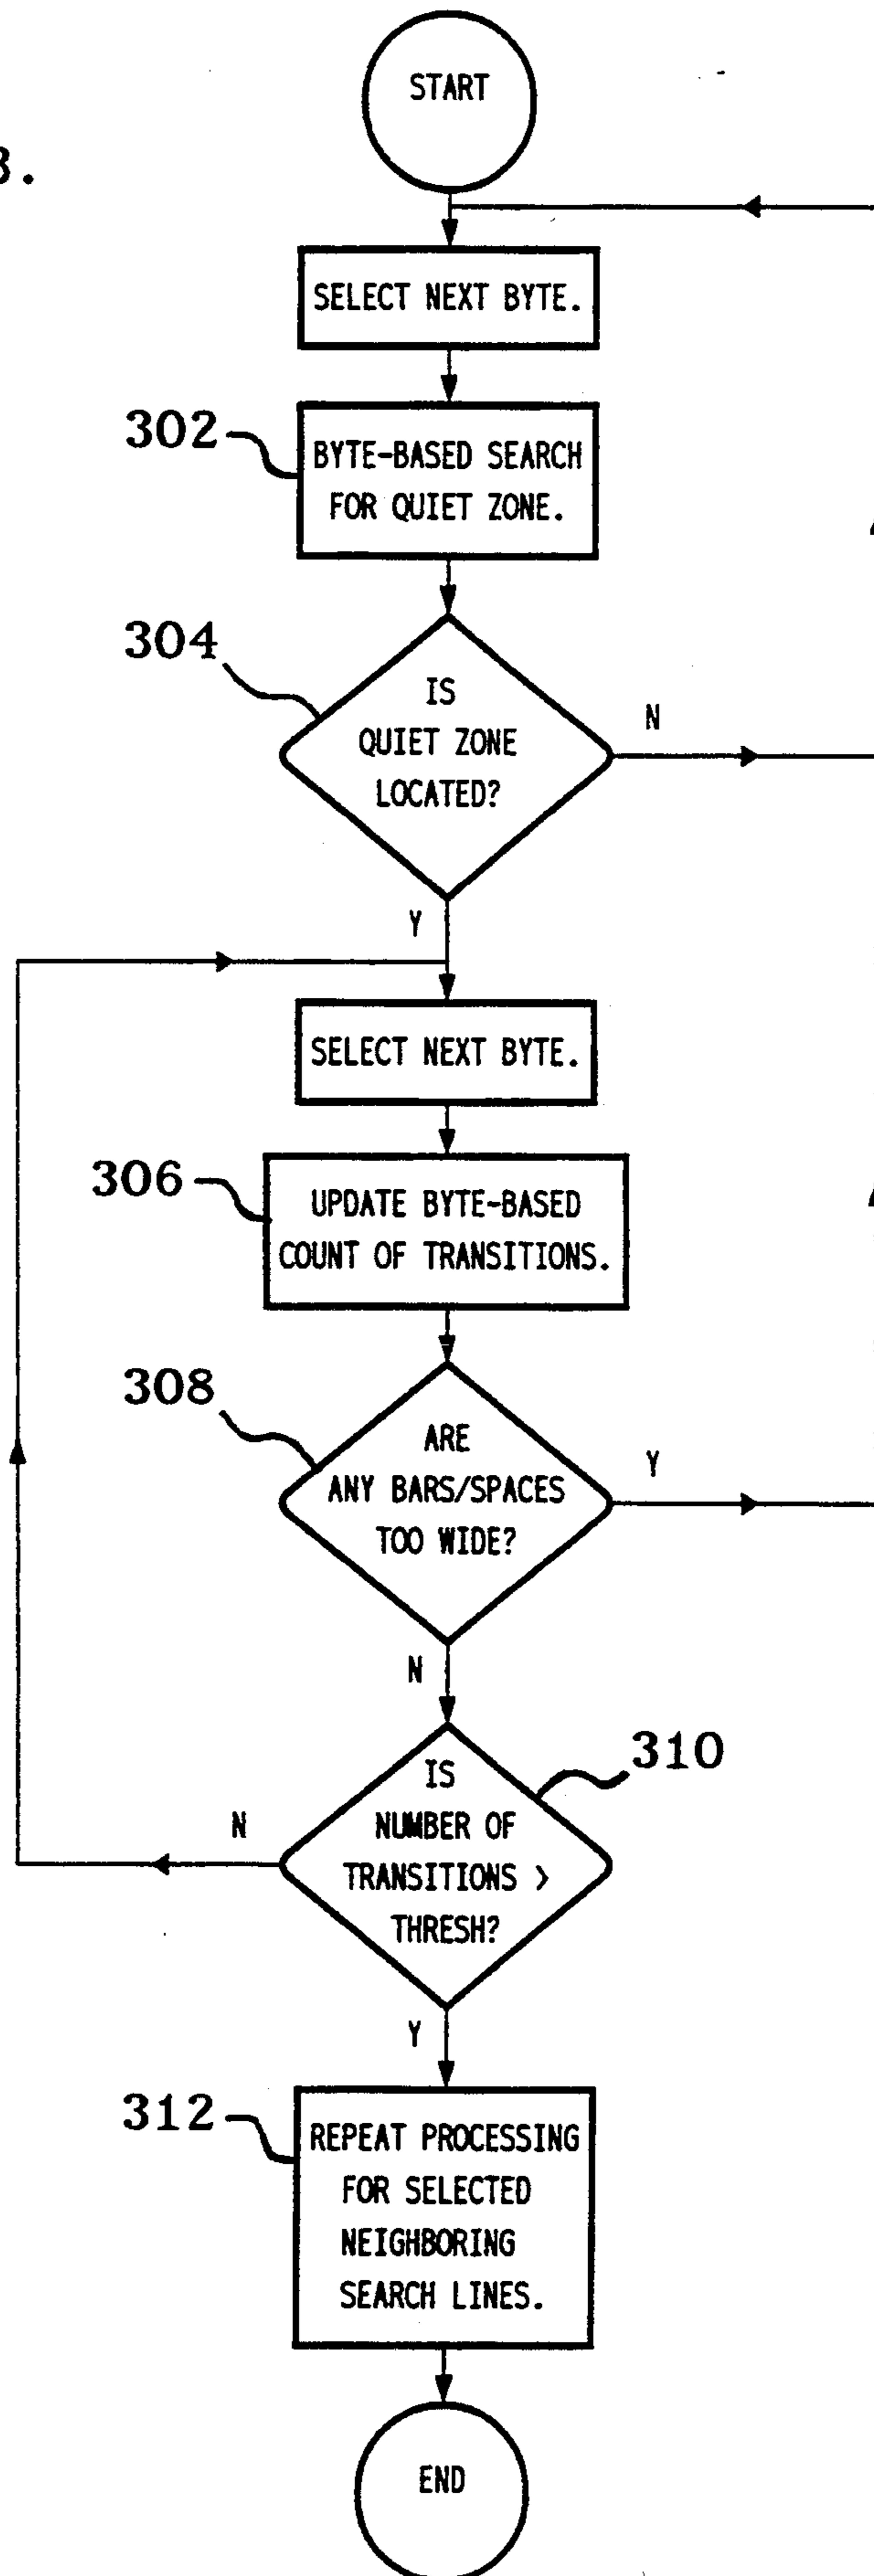 START
3.
SELECT NEXT BYTE.
302
BYTE-BASED SEARCH
FOR QUIET ZONE.
304
IS
QUIET ZONE
LOCATED?
N
Y
SELECT NEXT BYTE.
306
UPDATE BYTE-BASED
COUNT OF TRANSITIONS.
308
ARE
ANY BARS/SPACES
TOO WIDE?
Y
N
310
IS
NUMBER OF
TRANSITIONS >
THRESH?
N
Y
312
REPEAT PROCESSING
FOR SELECTED
NEIGHBORING
SEARCH LINES.
END